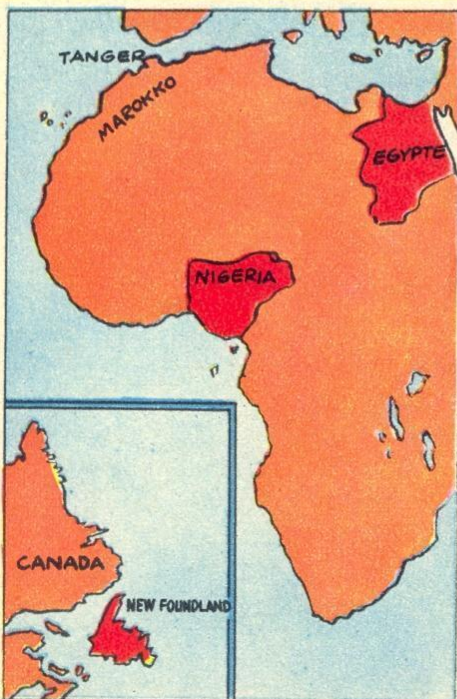 TANGER
MAROKKO
EGYPTE
NIGERIA
CANADA
NEW FOUNDLAND